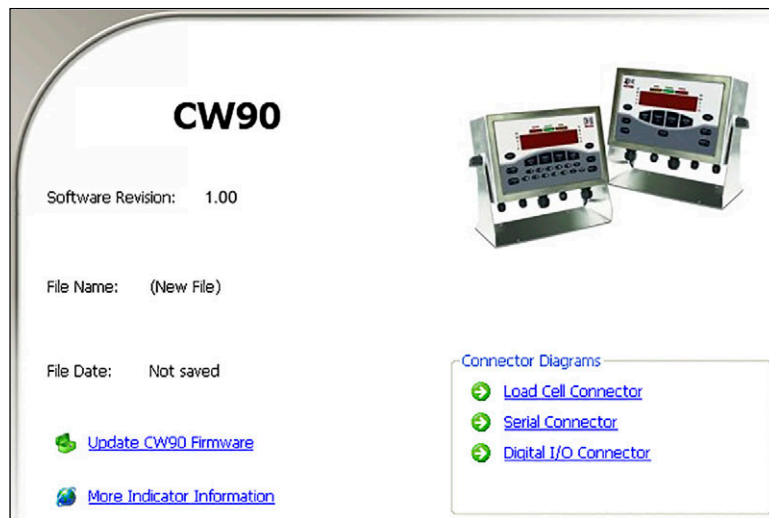 CW90
Software Revision: 1.00
File Name: (New File)
File Date: Not saved
Update CW90 Firmware
More Indicator Information
Connector Diagrams
Load Cell Connector
Serial Connector
Digital I/O Connector